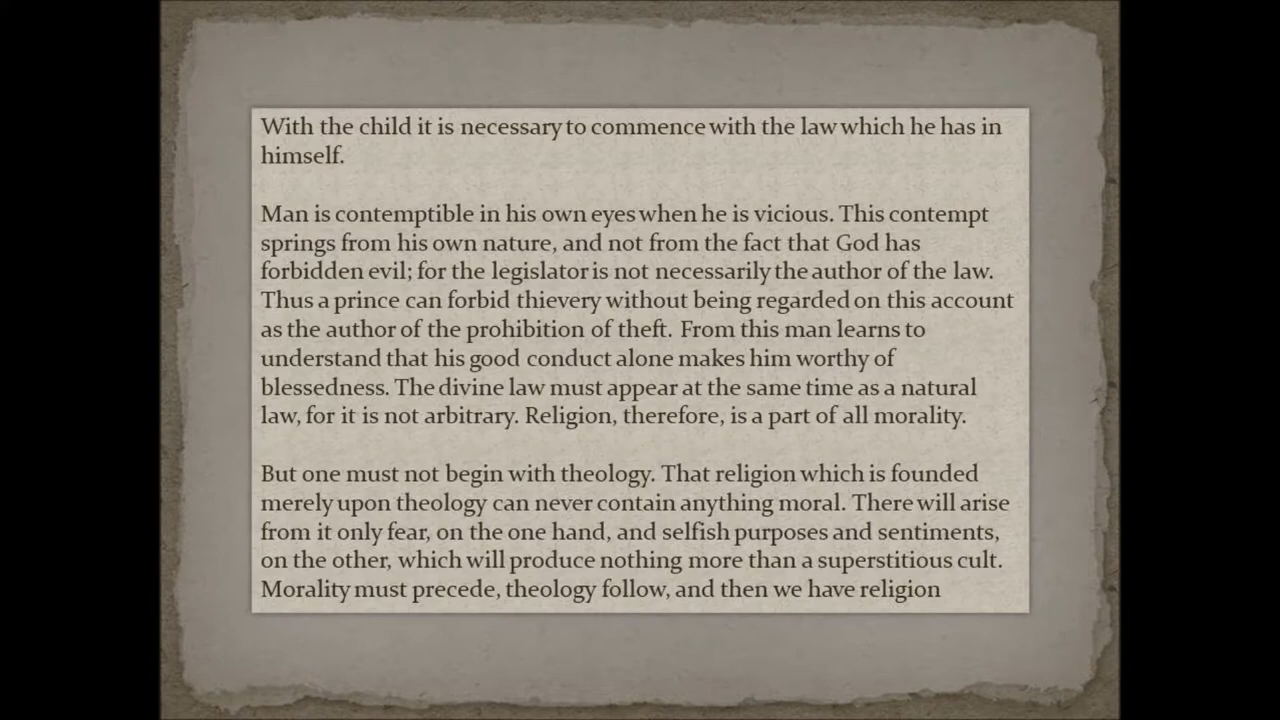 With the child it is necessary to commence with the law which he has in
himself.
Man is contemptible in his own eyes when he is vicious. This contempt
springs from his own nature, and not from the fact that God has
forbidden evil; for the legislator is not necessarily the author of the law.
Thus a prince can forbid thievery without being regarded on this account
as the author of the prohibition of theft. From this man learns to
understand that his good conduct alone makes him worthy of
blessedness. The divine law must appear at the same time as a natural
law, for it is not arbitrary. Religion, therefore, is a part of all morality.
But one must not begin with theology. That religion which is founded
merely upon theology can never contain anything moral. There will arise
from it only fear, on the one hand, and selfish purposes and sentiments,
on the other, which will produce nothing more than a superstitious cult.
Morality must precede, theology follow, and then we have religion